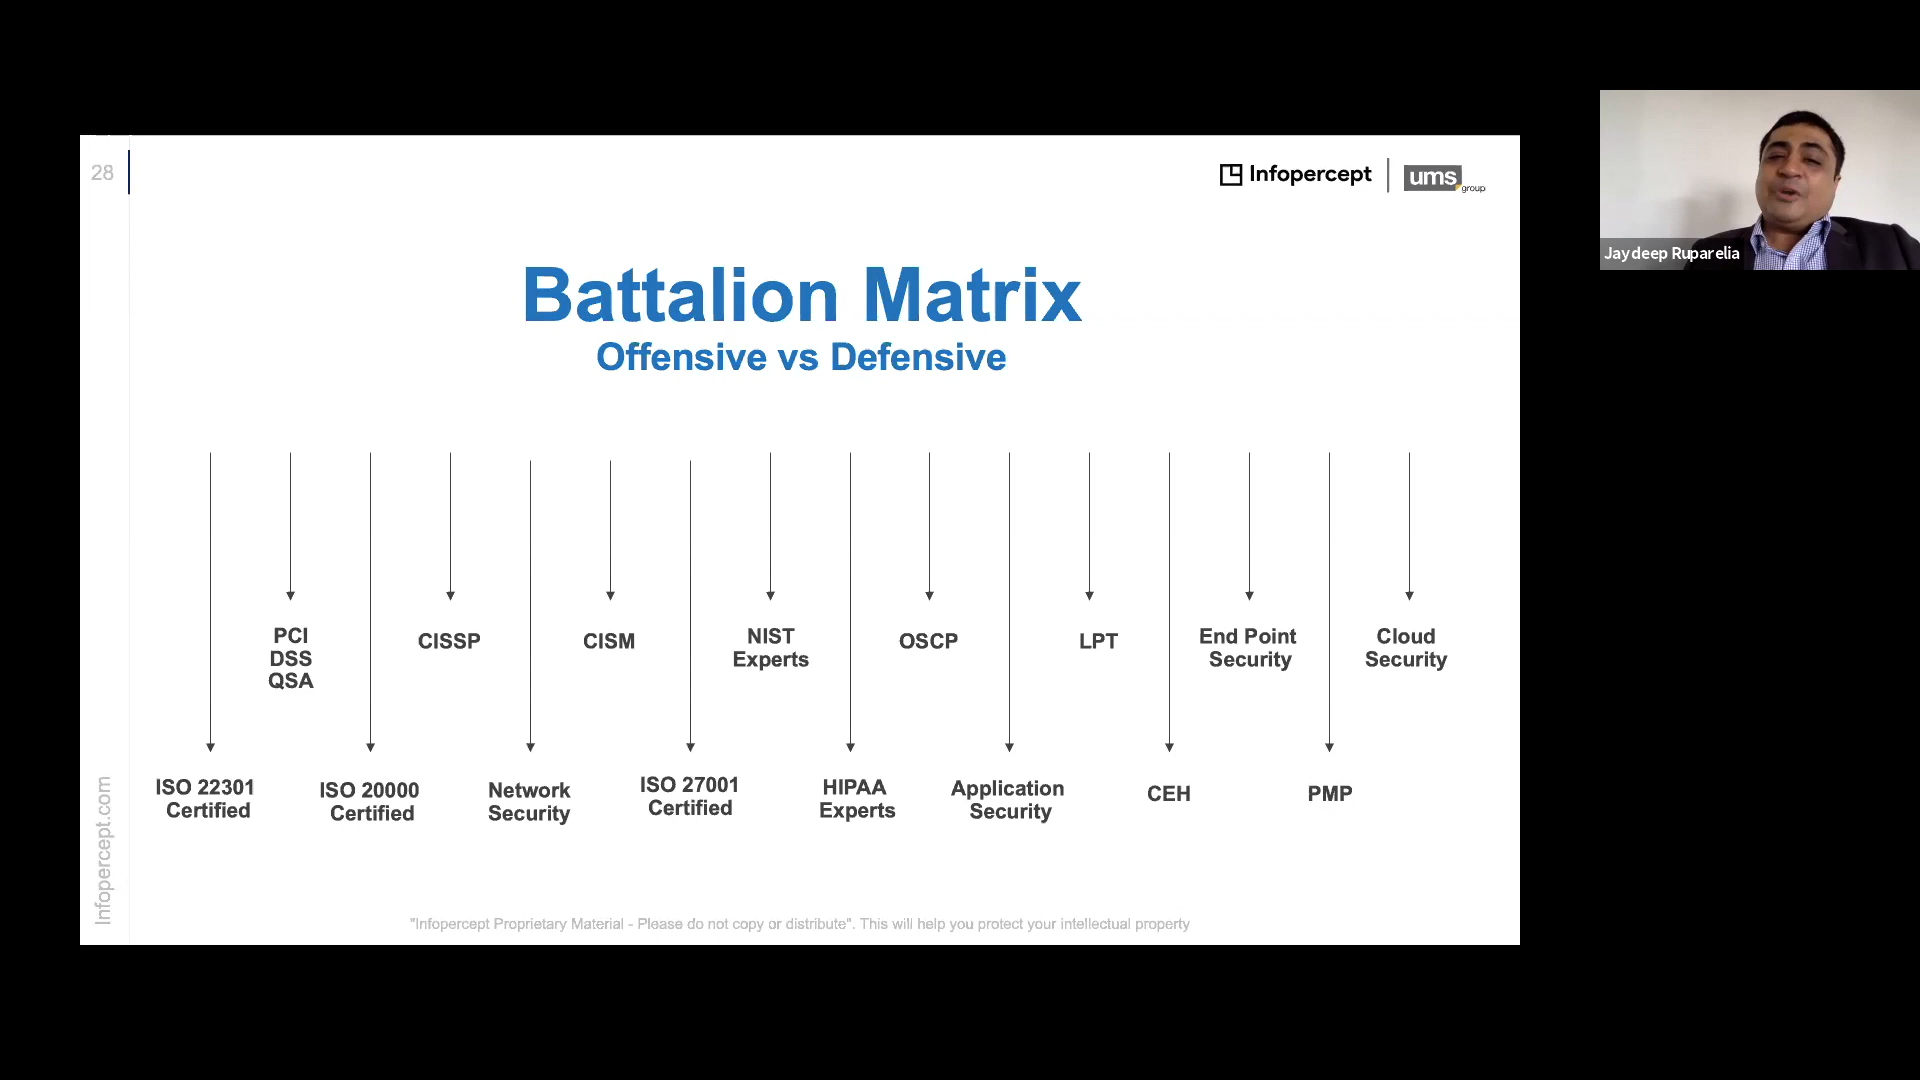 28
Infopercept
ums
group
Jaydeep Ruparelia
Battalion Matrix
Offensive vs Defensive
PCI
DSS
QSA
CISSP
CISM
NIST
Experts
OSCP
LPT
End Point
Security
Cloud
Security
ISO 22301
Certified
ISO 20000
Certified
Network
Security
ISO 27001
Certified
HIPAA
Experts
Application
Security
CEH
PMP
Infopercept.com
"Infopercept Proprietary Material - Please do not copy or distribute". This will help you protect your intellectual property